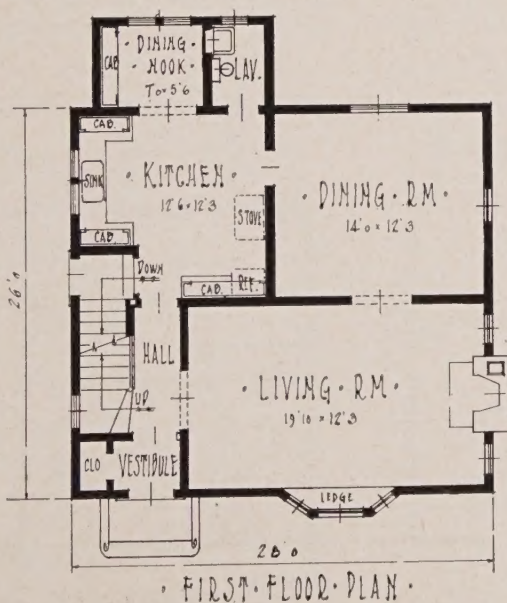 · DINING ·
NOOK ·
7'0 × 5'6
CAB.
LAV.
CAB.
· KITCHEN ·
12'6 × 12'3
SINK
CAB.
STOVE
· DINING · RM ·
14'0 × 12'3
DOWN
CAB.
REF.
26'0
HALL
UP
· LIVING · RM ·
19'10 × 12'3
CLO
VESTIBULE
LEDGE
28'0
· FIRST · FLOOR · PLAN ·